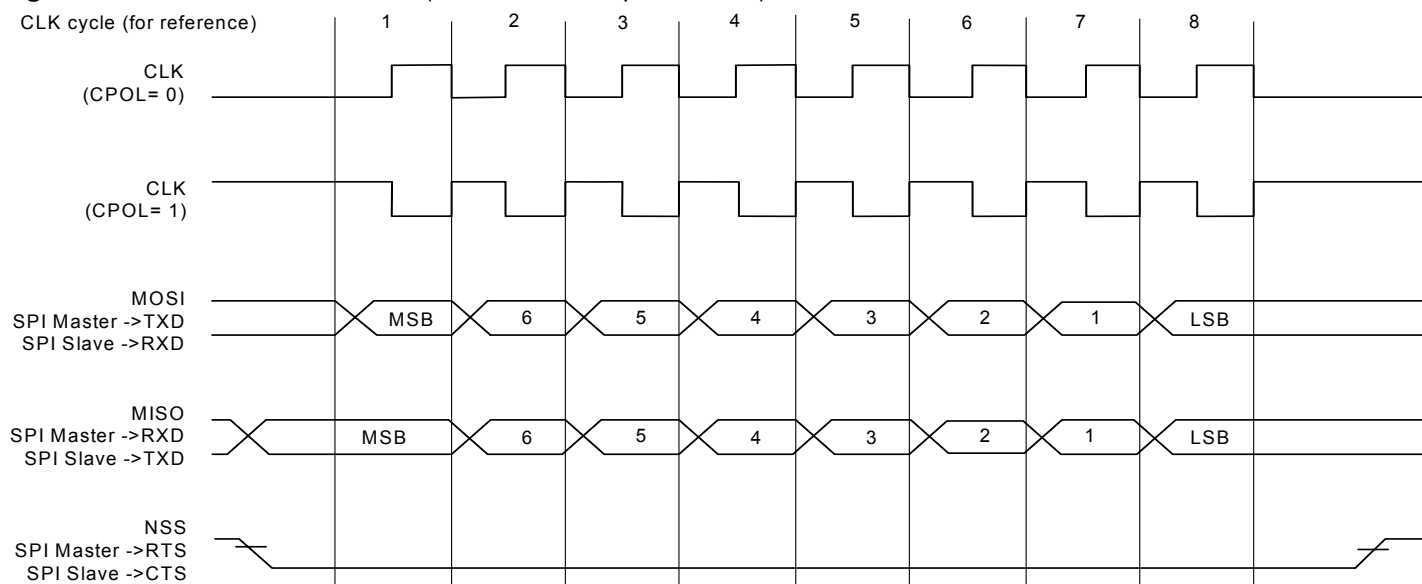 CLK cycle (for reference)
1 2 3 4 5 6 7 8
CLK
(CPOL= 0)
CLK
(CPOL= 1)
MOSI
SPI Master ->TXD
SPI Slave ->RXD
MSB 6 5 4 3 2 1 LSB
MISO
SPI Master ->RXD
SPI Slave ->TXD
MSB 6 5 4 3 2 1 LSB
NSS
SPI Master ->RTS
SPI Slave ->CTS